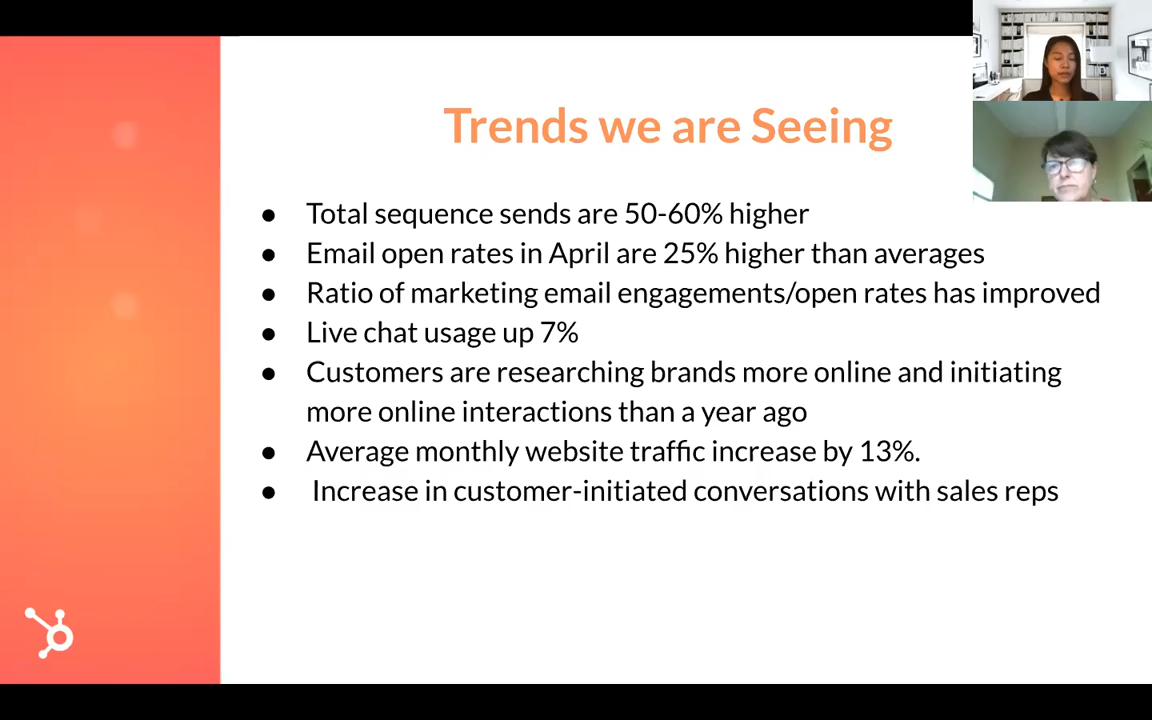 Trends we are Seeing
● Total sequence sends are 50-60% higher
● Email open rates in April are 25% higher than averages
● Ratio of marketing email engagements/open rates has improved
● Live chat usage up 7%
● Customers are researching brands more online and initiating
more online interactions than a year ago
● Average monthly website traffic increase by 13%.
● Increase in customer-initiated conversations with sales reps